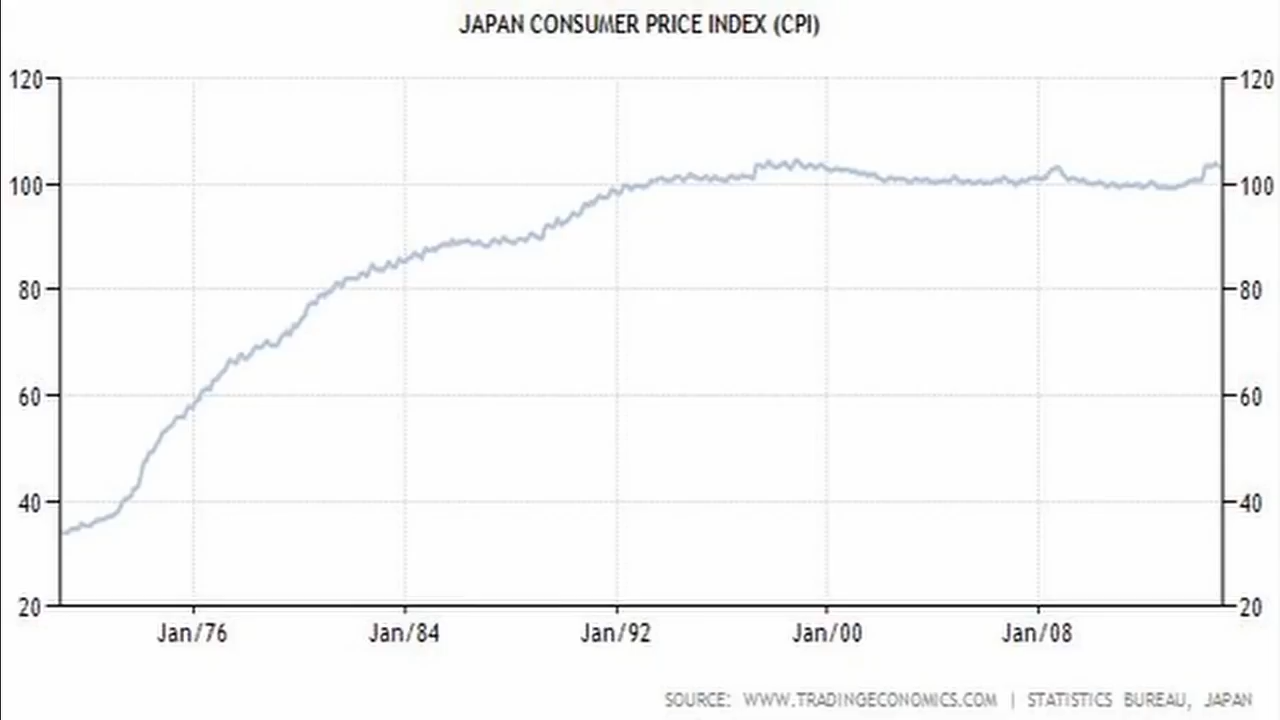 JAPAN CONSUMER PRICE INDEX (CPI)
120 120
100 100
80 80
60 60
40 40
20 20
Jan/76 Jan/84 Jan/92 Jan/00 Jan/08
SOURCE: WWW.TRADINGECONOMICS.COM | STATISTICS BUREAU, JAPAN